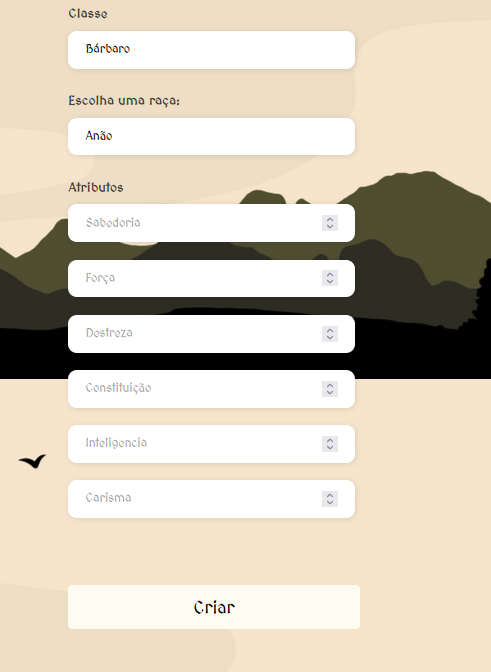 Classe
Bárbaro
Escolha uma raça:
Anão
Atributos
Sabedoria
Força
Destreza
Constituição
Inteligencia
Carisma
Criar